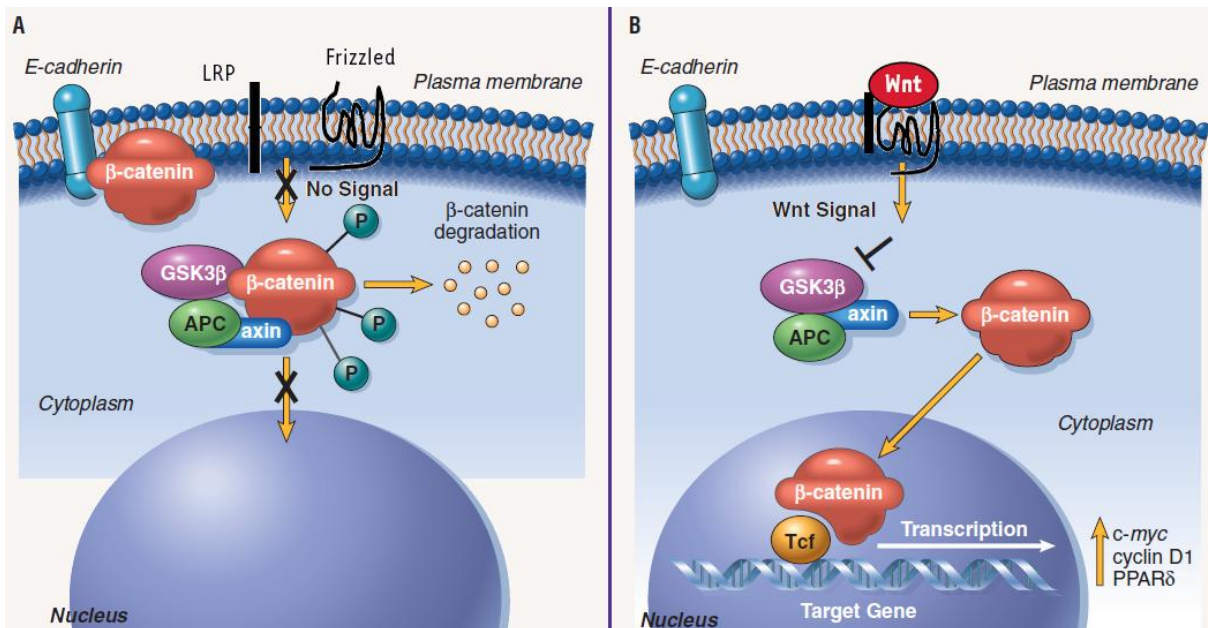 A
E-cadherin
LRP
Frizzled
Plasma membrane
β-catenin
No Signal
P
β-catenin
degradation
GSK3β
β-catenin
APC
axin
P
P
Cytoplasm
Nucleus
B
E-cadherin
Wnt
Plasma membrane
Wnt Signal
GSK3β
axin
APC
β-catenin
Cytoplasm
β-catenin
Tcf
Transcription
c-myc
cyclin D1
PPARδ
Target Gene
Nucleus